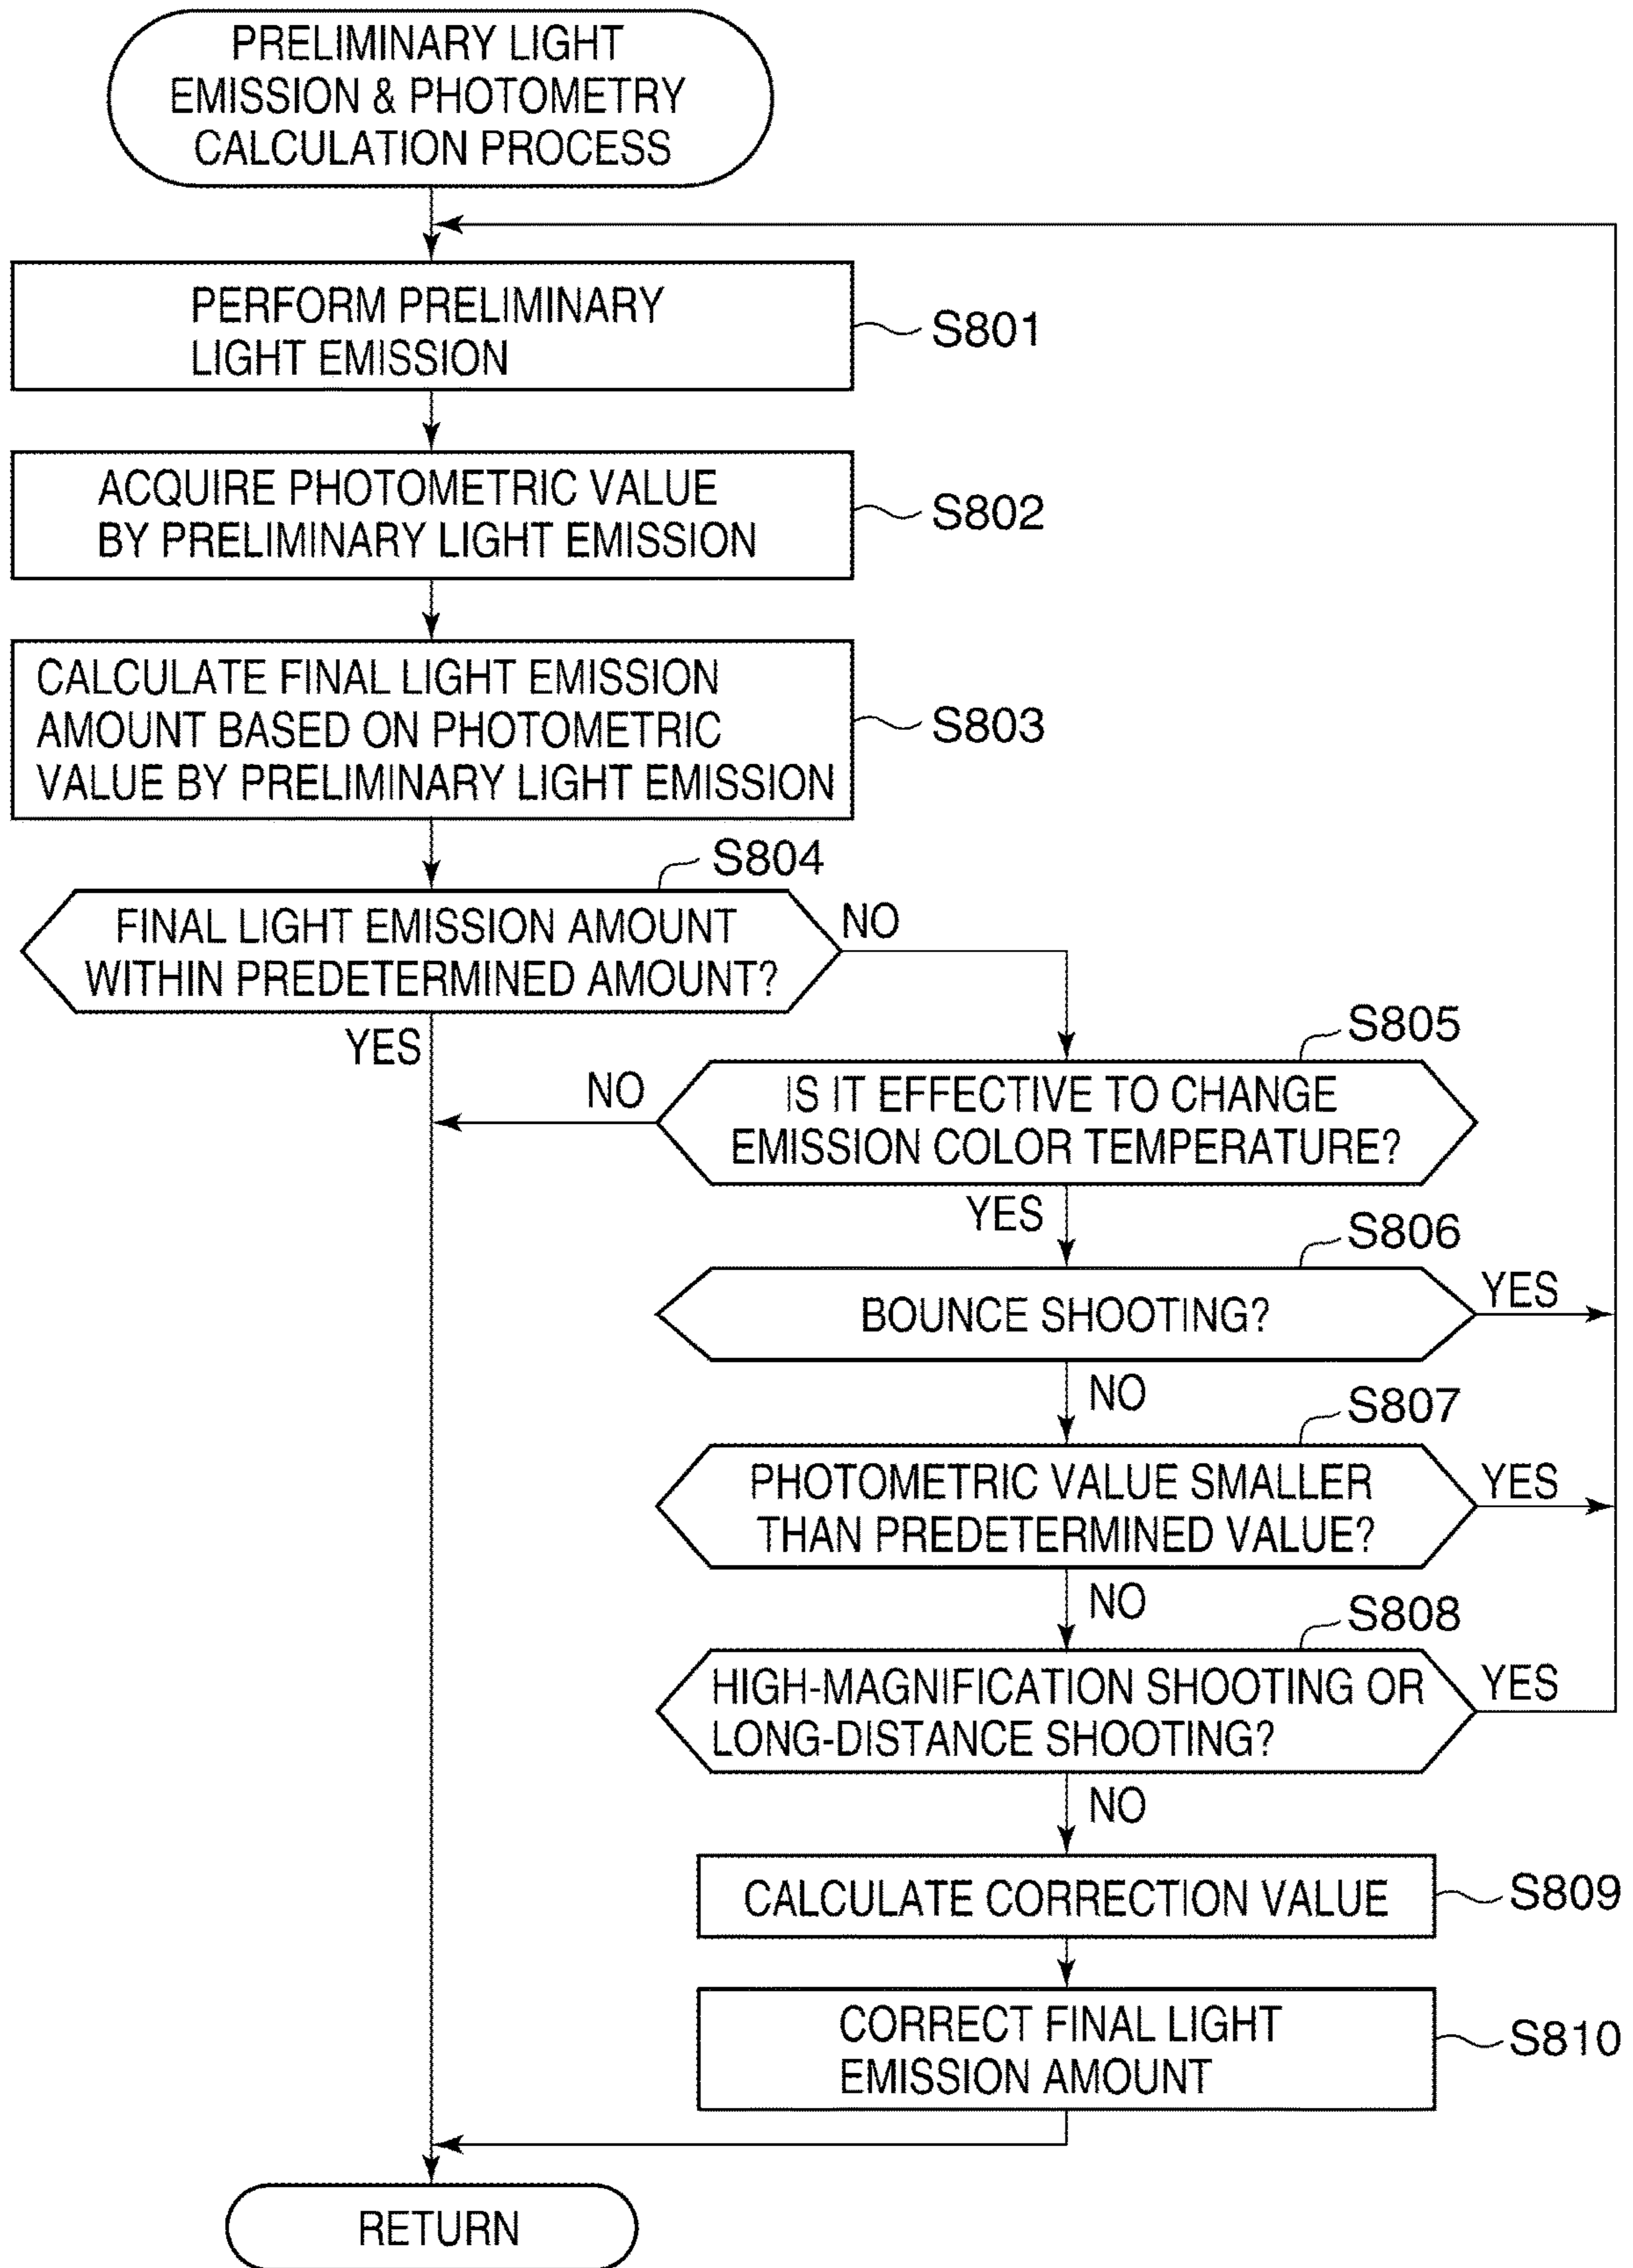 PRELIMINARY LIGHT
EMISSION & PHOTOMETRY
CALCULATION PROCESS
PERFORM PRELIMINARY
LIGHT EMISSION
S801
ACQUIRE PHOTOMETRIC VALUE
BY PRELIMINARY LIGHT EMISSION
S802
CALCULATE FINAL LIGHT EMISSION
AMOUNT BASED ON PHOTOMETRIC
VALUE BY PRELIMINARY LIGHT EMISSION
S803
S804
FINAL LIGHT EMISSION AMOUNT
WITHIN PREDETERMINED AMOUNT?
NO
YES
S805
NO
IS IT EFFECTIVE TO CHANGE
EMISSION COLOR TEMPERATURE?
YES
S806
BOUNCE SHOOTING?
YES
NO
S807
PHOTOMETRIC VALUE SMALLER
THAN PREDETERMINED VALUE?
YES
NO
S808
HIGH-MAGNIFICATION SHOOTING OR
LONG-DISTANCE SHOOTING?
YES
NO
CALCULATE CORRECTION VALUE
S809
CORRECT FINAL LIGHT
EMISSION AMOUNT
S810
RETURN